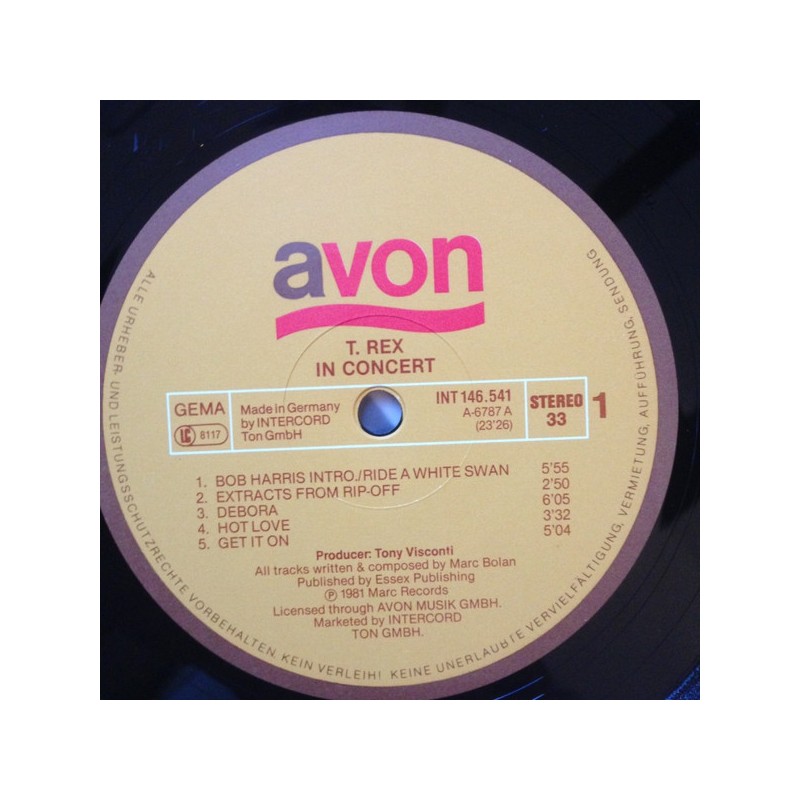 avon
T. REX
IN CONCERT
GEMA
LC 8117
Made in Germany
by INTERCORD
Ton GmbH
INT 146.541
A-6787 A
(23'26)
STEREO
33
1
1. BOB HARRIS INTRO./RIDE A WHITE SWAN 5'55
2. EXTRACTS FROM RIP-OFF 2'50
3. DEBORA 6'05
4. HOT LOVE 3'32
5. GET IT ON 5'04
Producer: Tony Visconti
All tracks written & composed by Marc Bolan
Published by Essex Publishing
℗ 1981 Marc Records
Licensed through AVON MUSIK GMBH.
Marketed by INTERCORD
TON GMBH.
ALLE URHEBER- UND LEISTUNGSSCHUTZRECHTE VORBEHALTEN. KEIN VERLEIH! KEINE UNERLAUBTE VERVIELFÄLTIGUNG, VERMIETUNG, AUFFÜHRUNG, SENDUNG